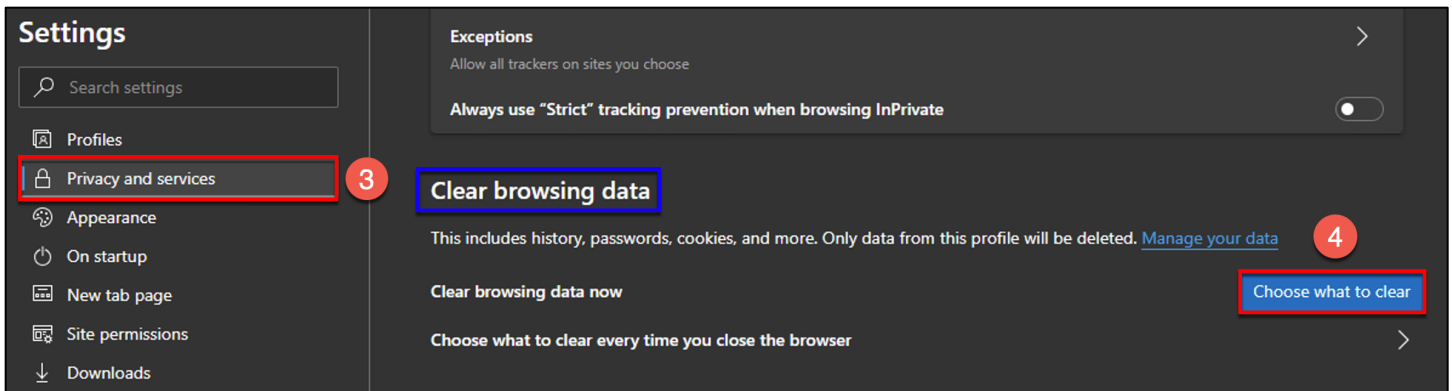 Settings
Search settings
Profiles
Privacy and services
3
Appearance
On startup
New tab page
Site permissions
Downloads
Exceptions
Allow all trackers on sites you choose
Always use “Strict” tracking prevention when browsing InPrivate
Clear browsing data
This includes history, passwords, cookies, and more. Only data from this profile will be deleted. Manage your data
4
Clear browsing data now
Choose what to clear
Choose what to clear every time you close the browser